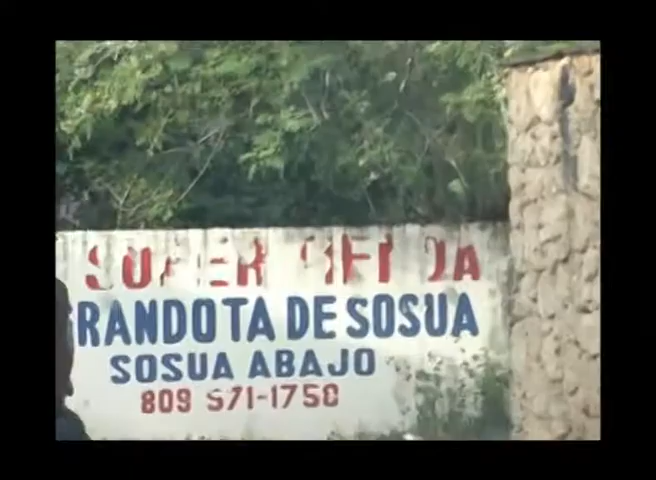 SUPER
RANDOTA DE SOSUA
SOSUA ABAJO
809 571-1750